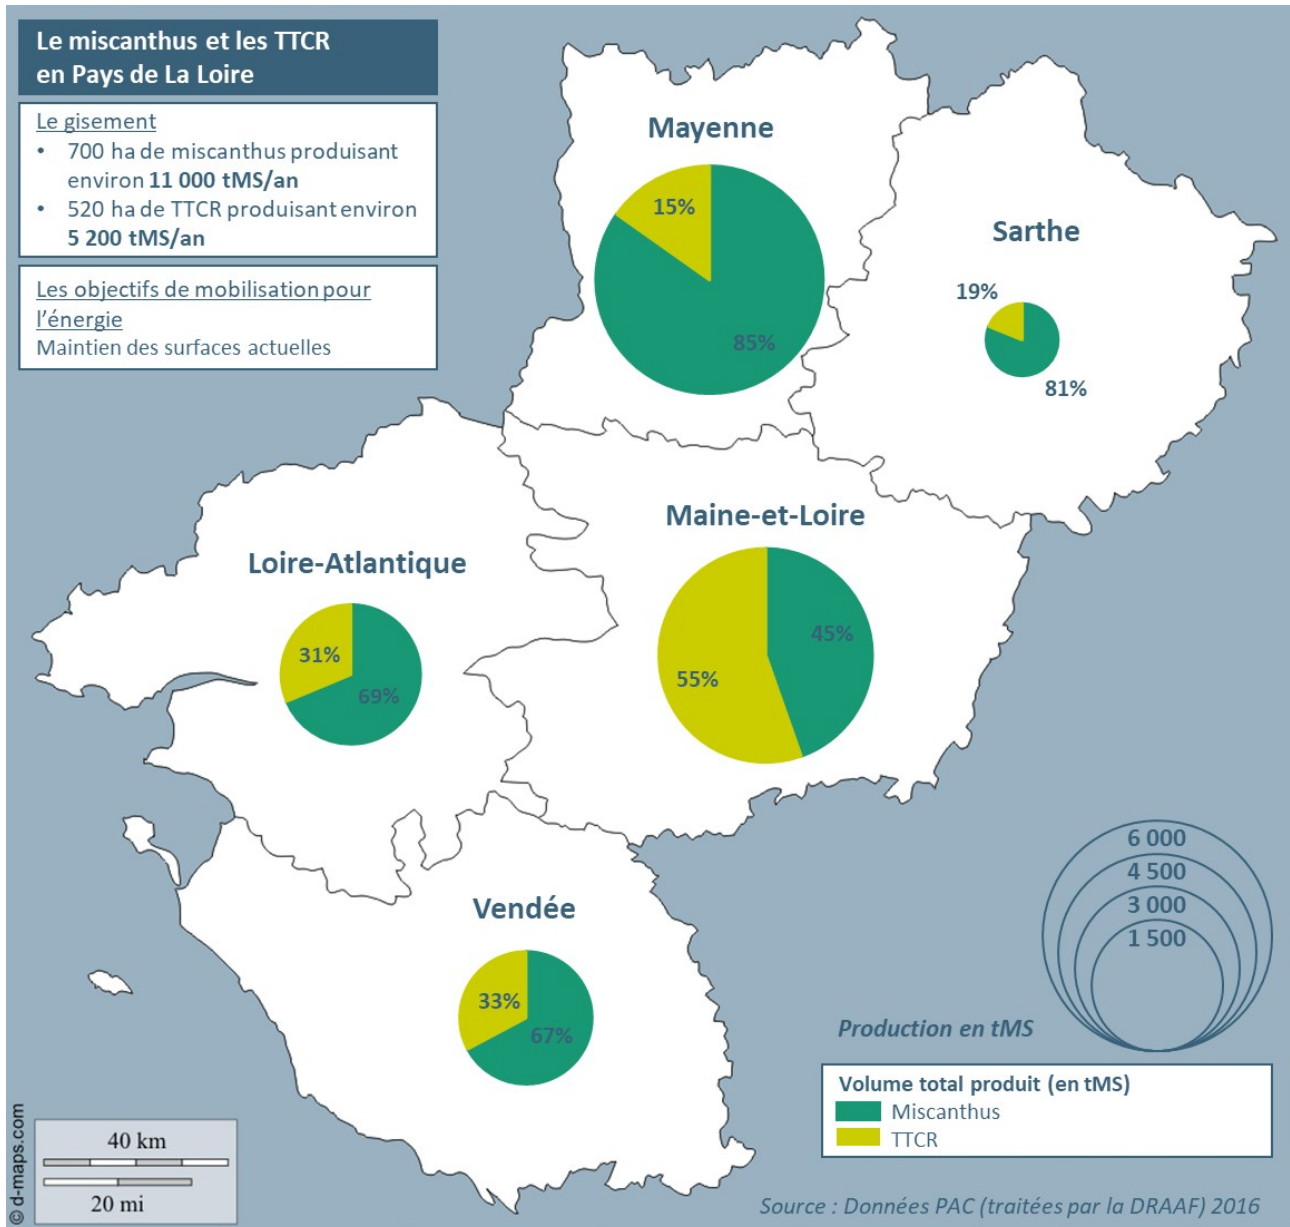 Le miscanthus et les TTCR
en Pays de La Loire
Le gisement
• 700 ha de miscanthus produisant
environ 11 000 tMS/an
• 520 ha de TTCR produisant environ
5 200 tMS/an
Les objectifs de mobilisation pour
l'énergie
Maintien des surfaces actuelles
Mayenne
15%
85%
Sarthe
19%
81%
Maine-et-Loire
45%
55%
Loire-Atlantique
31%
69%
Vendée
33%
67%
6 000
4 500
3 000
1 500
Production en tMS
Volume total produit (en tMS)
Miscanthus
TTCR
40 km
20 mi
© d-maps.com
Source : Données PAC (traitées par la DRAAF) 2016